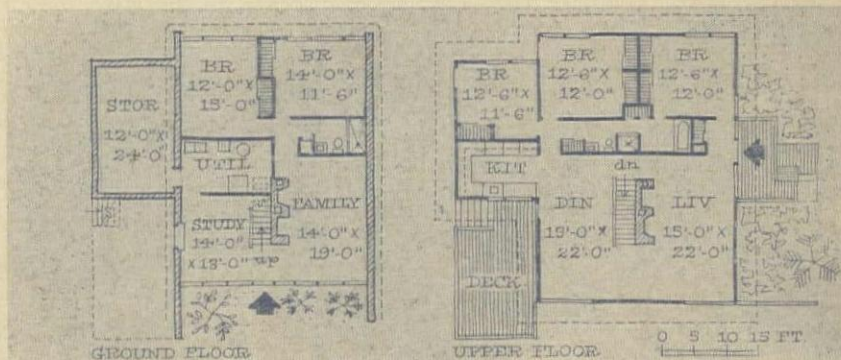 BR
12'-0"x
15'-0"
BR
14'-0"x
11'-6"
STOR
12'-0"x
24'-0"
UTIL
STUDY
14'-0"
x13'-0"
up
FAMILY
14'-0"x
19'-0"
GROUND FLOOR
BR
12'-6"x
11'-6"
BR
12'-6"x
12'-0"
BR
12'-6"x
12'-0"
KIT
dn
DIN
15'-0"x
22'-0"
LIV
15'-0"x
22'-0"
DECK
UPPER FLOOR
0 5 10 15 FT.